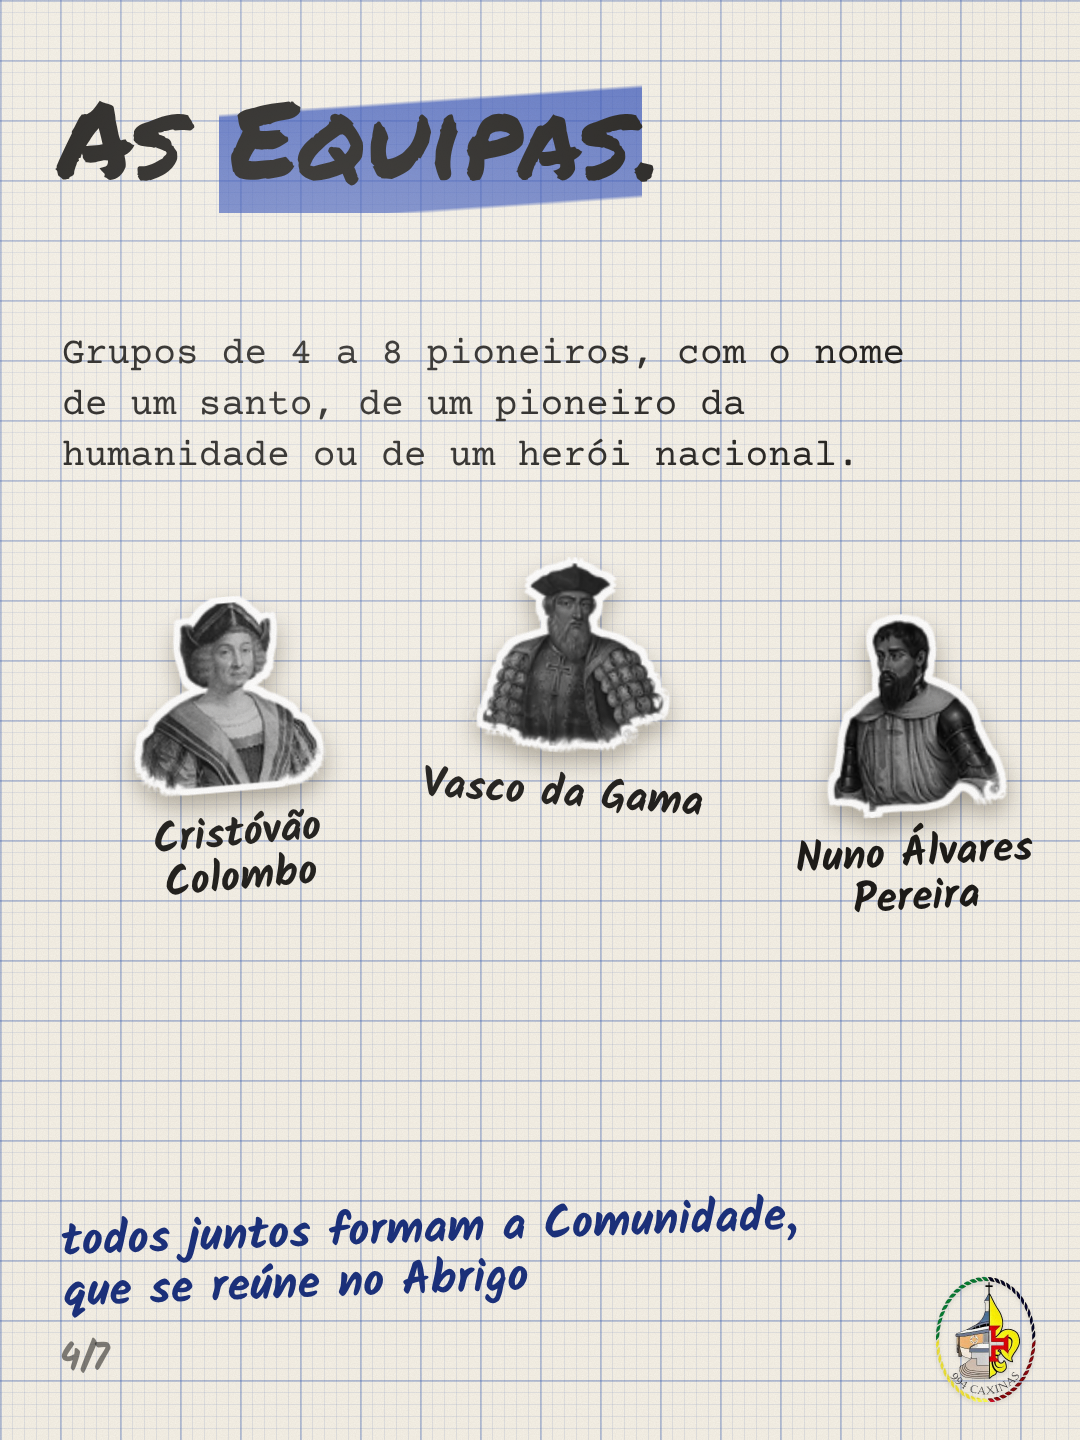 As Equipas.
Grupos de 4 a 8 pioneiros, com o nome
de um santo, de um pioneiro da
humanidade ou de um herói nacional.
Cristóvão
Colombo
Vasco da Gama
Nuno Álvares
Pereira
todos juntos formam a Comunidade,
que se reúne no Abrigo
4/7
994 CAXINAS